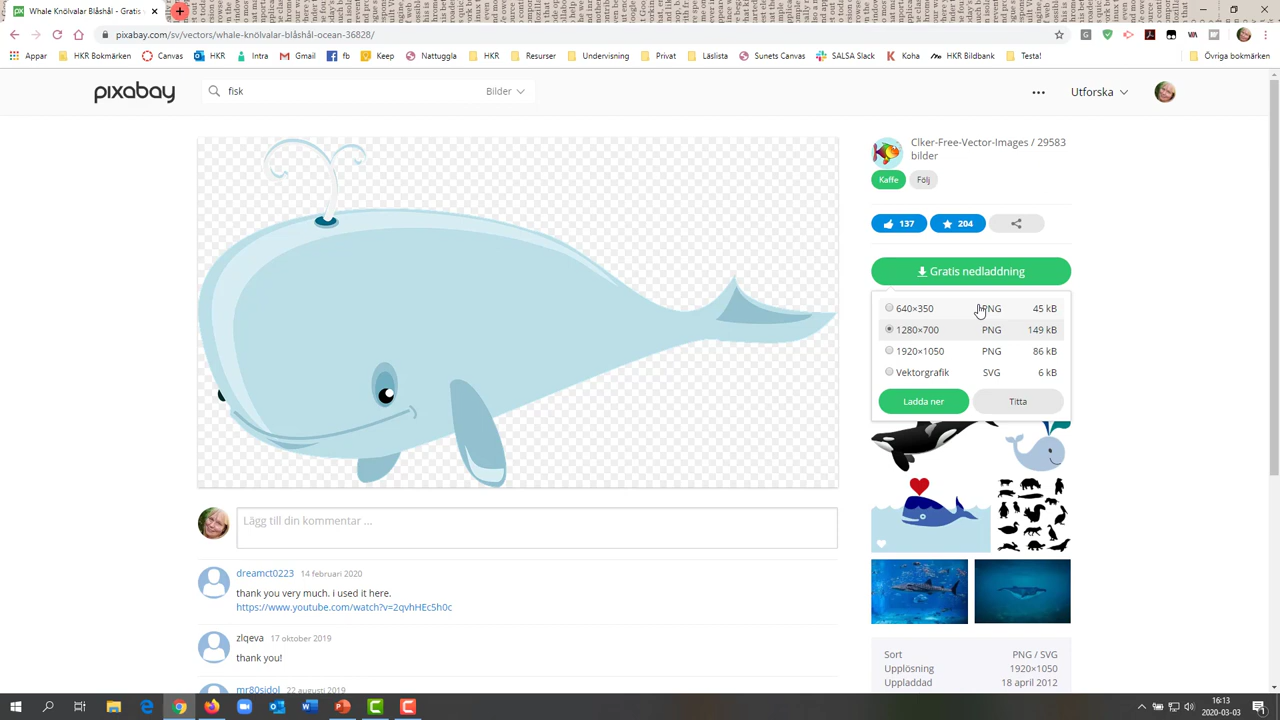 Whale Knölvalar Blåshål - Gratis
pixabay.com/sv/vectors/whale-knölvalar-blåshål-ocean-36828/
Appar HKR Bokmärken Canvas HKR Intra Gmail fb Keep Nattuggla HKR Resurser Undervisning Privat Läslista Sunets Canvas SALSA Slack Koha HKR Bildbank Testa! Övriga bokmärken
pixabay fisk Bilder Utforska
Clker-Free-Vector-Images / 29583
bilder
Kaffe Följ
137 204
Gratis nedladdning
640×350 PNG 45 kB
1280×700 PNG 149 kB
1920×1050 PNG 86 kB
Vektorgrafik SVG 6 kB
Ladda ner Titta
Lägg till din kommentar ...
dreamct0223 14 februari 2020
thank you very much. i used it here.
https://www.youtube.com/watch?v=2qvhHEc5h0c
zlqeva 17 oktober 2019
thank you!
mr80sidol 22 augusti 2019
Sort PNG / SVG
Upplösning 1920×1050
Uppladdad 18 april 2012
16:13
2020-03-03